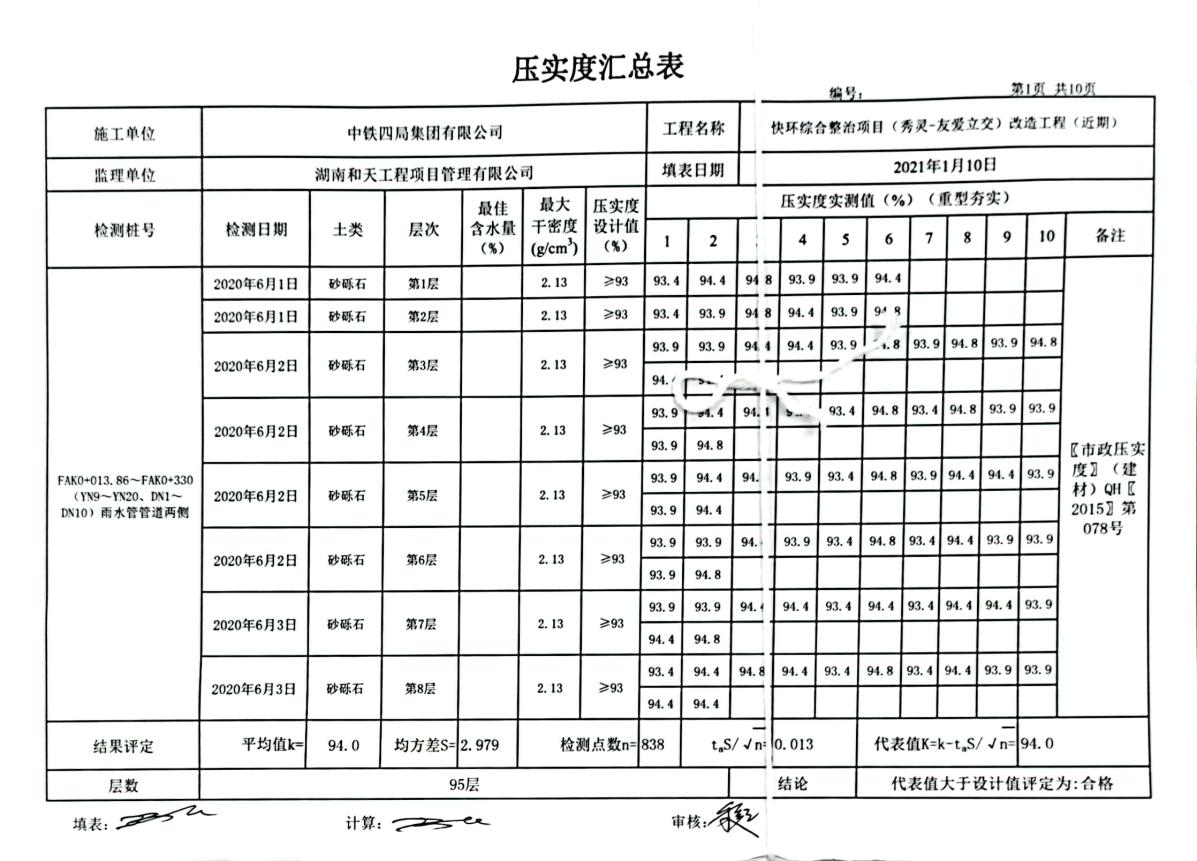 压实度汇总表
编号: 第1页 共10页
施工单位 中铁四局集团有限公司 工程名称 快环综合整治项目(秀灵-友爱立交)改造工程(近期)
监理单位 湖南和天工程项目管理有限公司 填表日期 2021年1月10日
检测桩号 检测日期 土类 层次 最佳含水量(%) 最大干密度(g/cm³) 压实度设计值(%) 压实度实测值(%)(重型夯实) 备注
1 2 4 5 6 7 8 9 10
FAK0+013.86～FAK0+330
(YN9～YN20、DN1～
DN10)雨水管管道两侧
2020年6月1日 砂砾石 第1层 2.13 ≥93 93.4 94.4 94.8 93.9 93.9 94.4
2020年6月1日 砂砾石 第2层 2.13 ≥93 93.4 93.9 94.8 94.4 93.9 94.8
2020年6月2日 砂砾石 第3层 2.13 ≥93 93.9 93.9 94.4 93.9 93.9 94.8 93.9 94.8
2020年6月2日 砂砾石 第4层 2.13 ≥93 93.9 94.4 93.4 94.8 93.4 94.8 93.9 93.9
93.9 94.8
2020年6月2日 砂砾石 第5层 2.13 ≥93 93.9 94.4 93.9 93.4 94.8 93.9 94.4 94.4 93.9
93.9 94.4
2020年6月2日 砂砾石 第6层 2.13 ≥93 93.9 93.9 93.9 93.4 94.8 93.4 94.4 93.9 93.9
93.9 94.8
2020年6月3日 砂砾石 第7层 2.13 ≥93 93.9 93.9 94.4 93.4 94.4 93.4 94.4 94.4 93.9
94.4 94.8
2020年6月3日 砂砾石 第8层 2.13 ≥93 93.4 94.4 94.8 94.4 93.9 94.8 93.4 94.4 93.9 93.9
94.4 94.4
〖市政压实
度〗(建
材)QH〖
2015〗第
078号
结果评定 平均值k= 94.0 均方差S= 2.979 检测点数n= 838 tₐS/√n= 0.013 代表值K=k-tₐS/√n= 94.0
层数 95层 结论 代表值大于设计值评定为:合格
填表: 计算: 审核: